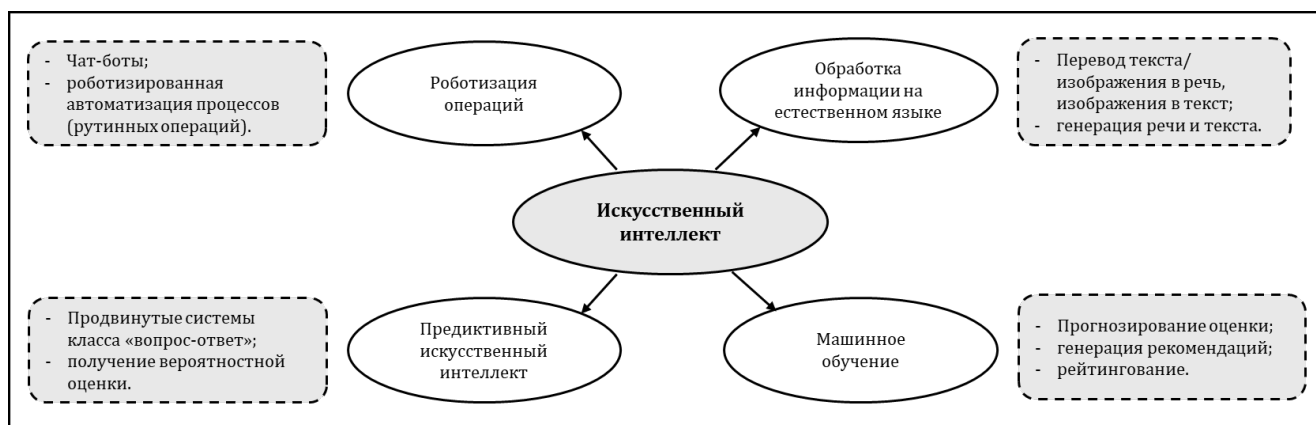 - Чат-боты;
- роботизированная
автоматизация процессов
(рутинных операций).
Роботизация
операций
Обработка
информации на
естественном языке
- Перевод текста/
изображения в речь,
изображения в текст;
- генерация речи и текста.
Искусственный
интеллект
- Продвинутые системы
класса «вопрос-ответ»;
- получение вероятностной
оценки.
Предиктивный
искусственный
интеллект
Машинное
обучение
- Прогнозирование оценки;
- генерация рекомендаций;
- рейтингование.